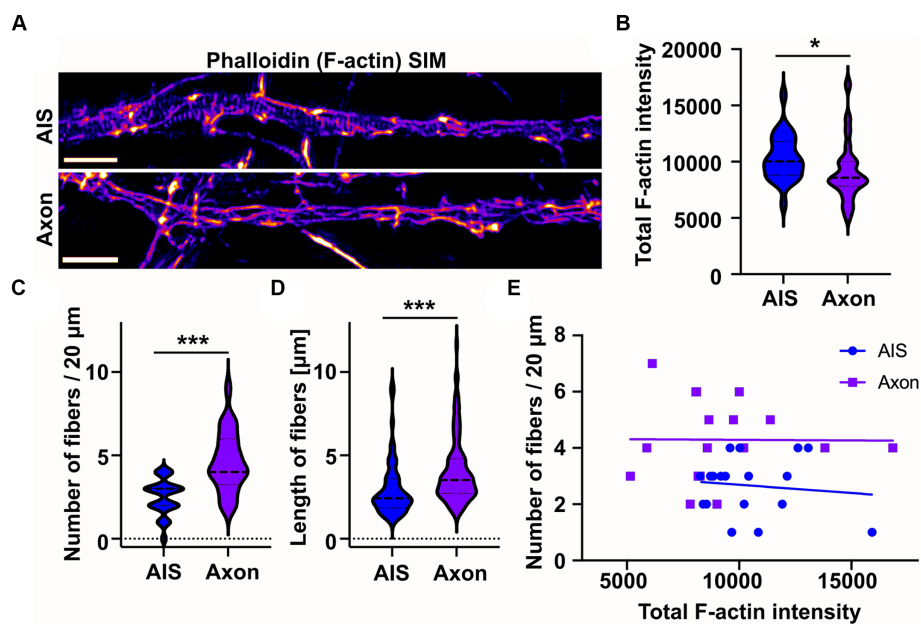 A
Phalloidin (F-actin) SIM
AIS
Axon
B
Total F-actin intensity
20000
15000
10000
5000
0
*
AIS
Axon
C
Number of fibers / 20 µm
10
5
0
***
AIS
Axon
D
Length of fibers [µm]
10
5
0
***
AIS
Axon
E
Number of fibers / 20 µm
8
6
4
2
0
AIS
Axon
5000
10000
15000
Total F-actin intensity